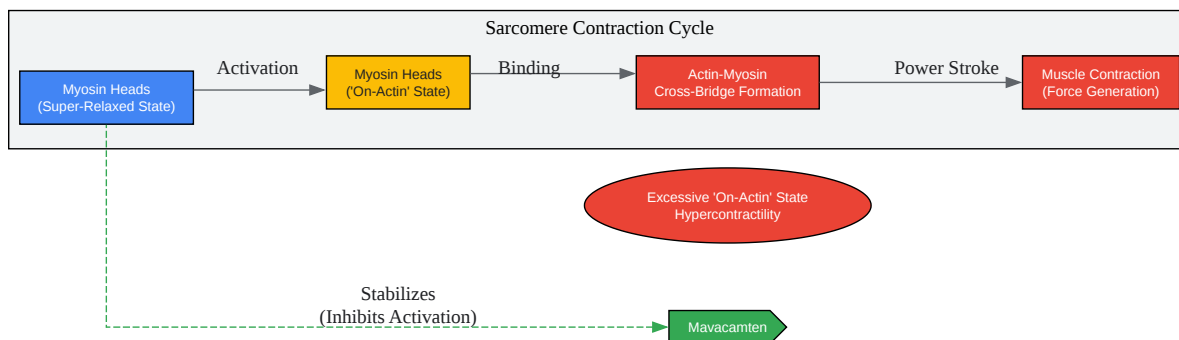 Sarcomere Contraction Cycle
Myosin Heads
(Super-Relaxed State)
Activation
Myosin Heads
('On-Actin' State)
Binding
Actin-Myosin
Cross-Bridge Formation
Power Stroke
Muscle Contraction
(Force Generation)
Excessive 'On-Actin' State
Hypercontractility
Stabilizes
(Inhibits Activation)
Mavacamten